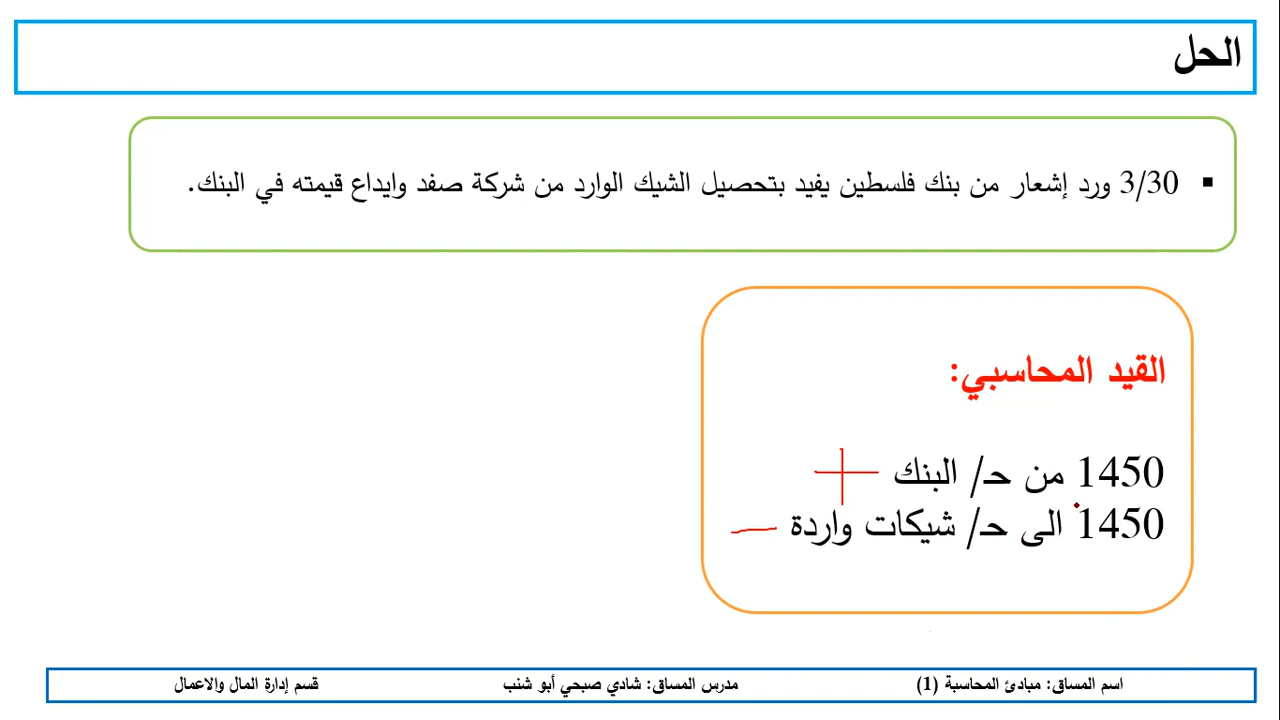 الحل
▪ 3/30 ورد إشعار من بنك فلسطين يفيد بتحصيل الشيك الوارد من شركة صفد وايداع قيمته في البنك.
القيد المحاسبي:
1450 من حـ/ البنك +
1450 الى حـ/ شيكات واردة —
اسم المساق: مبادئ المحاسبة (1) مدرس المساق: شادي صبحي أبو شنب قسم إدارة المال والاعمال